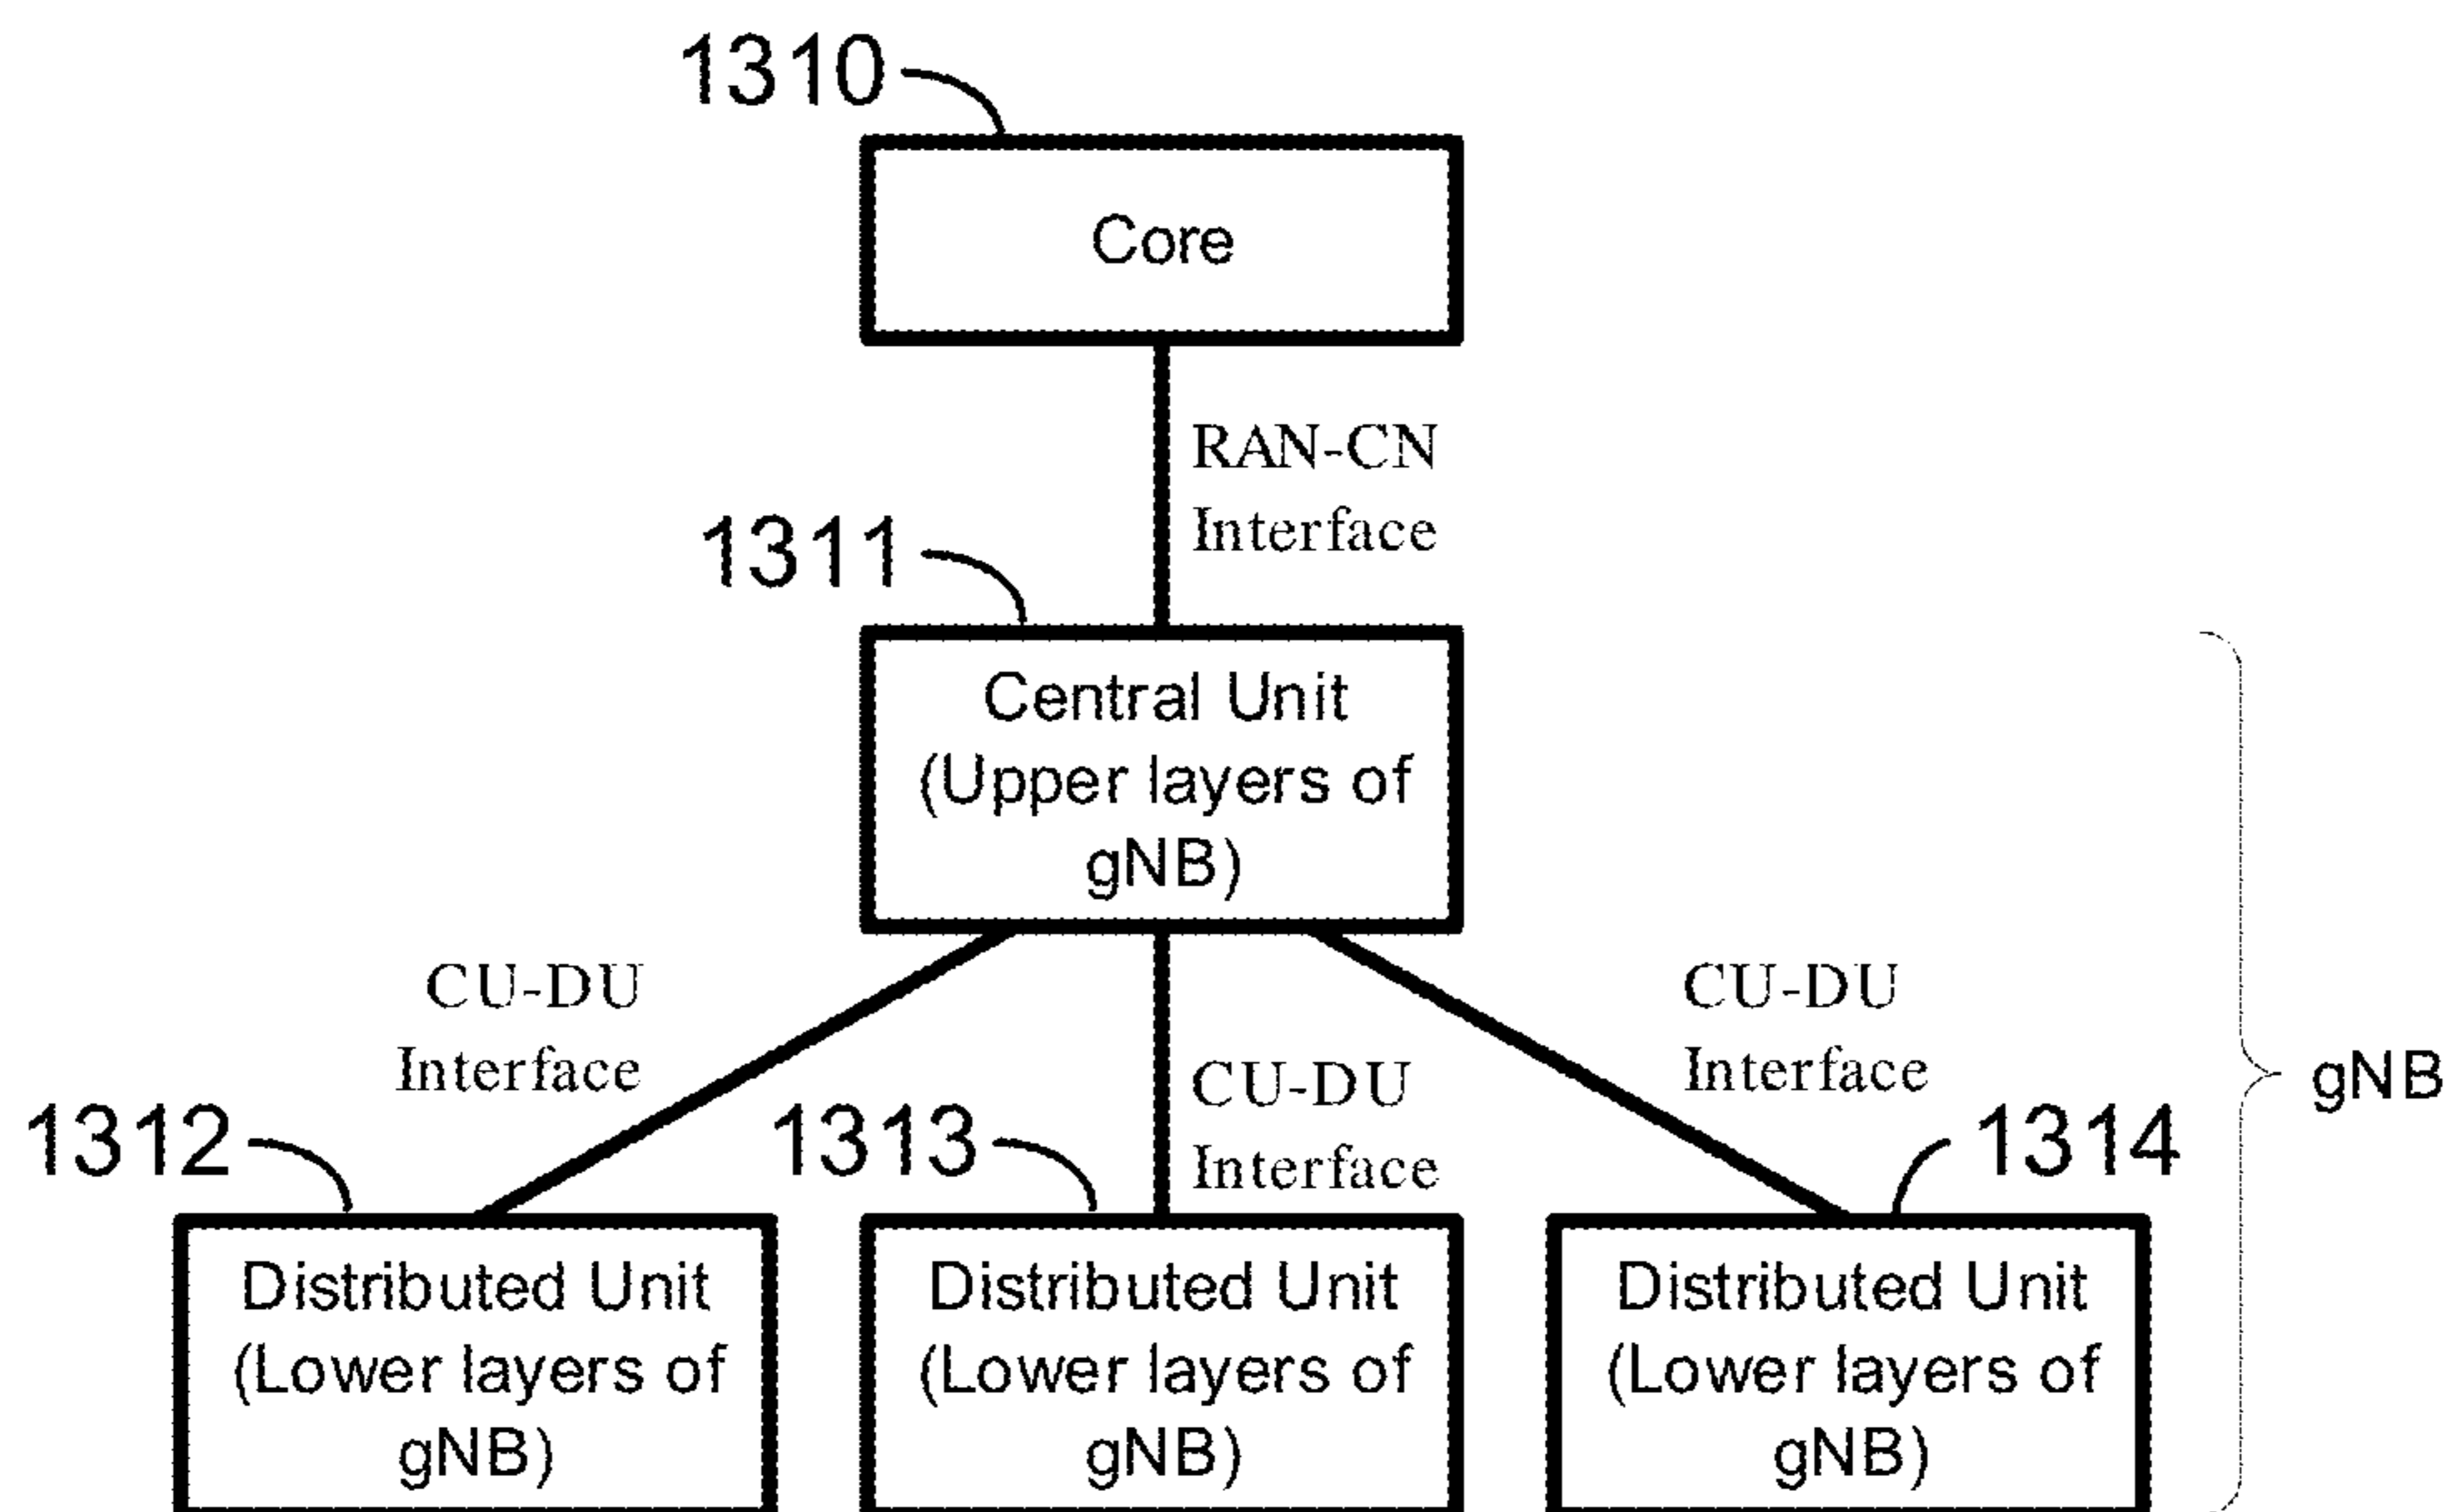 1310
Core
RAN-CN
Interface
1311
Central Unit
(Upper layers of
gNB)
CU-DU
Interface
CU-DU
Interface
CU-DU
Interface
gNB
1312
1313
1314
Distributed Unit
(Lower layers of
gNB)
Distributed Unit
(Lower layers of
gNB)
Distributed Unit
(Lower layers of
gNB)